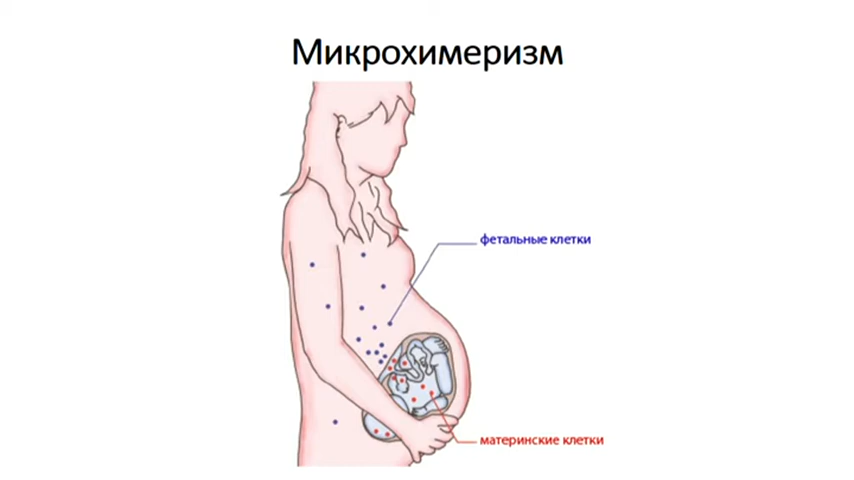 Микрохимеризм
фетальные клетки
материнские клетки